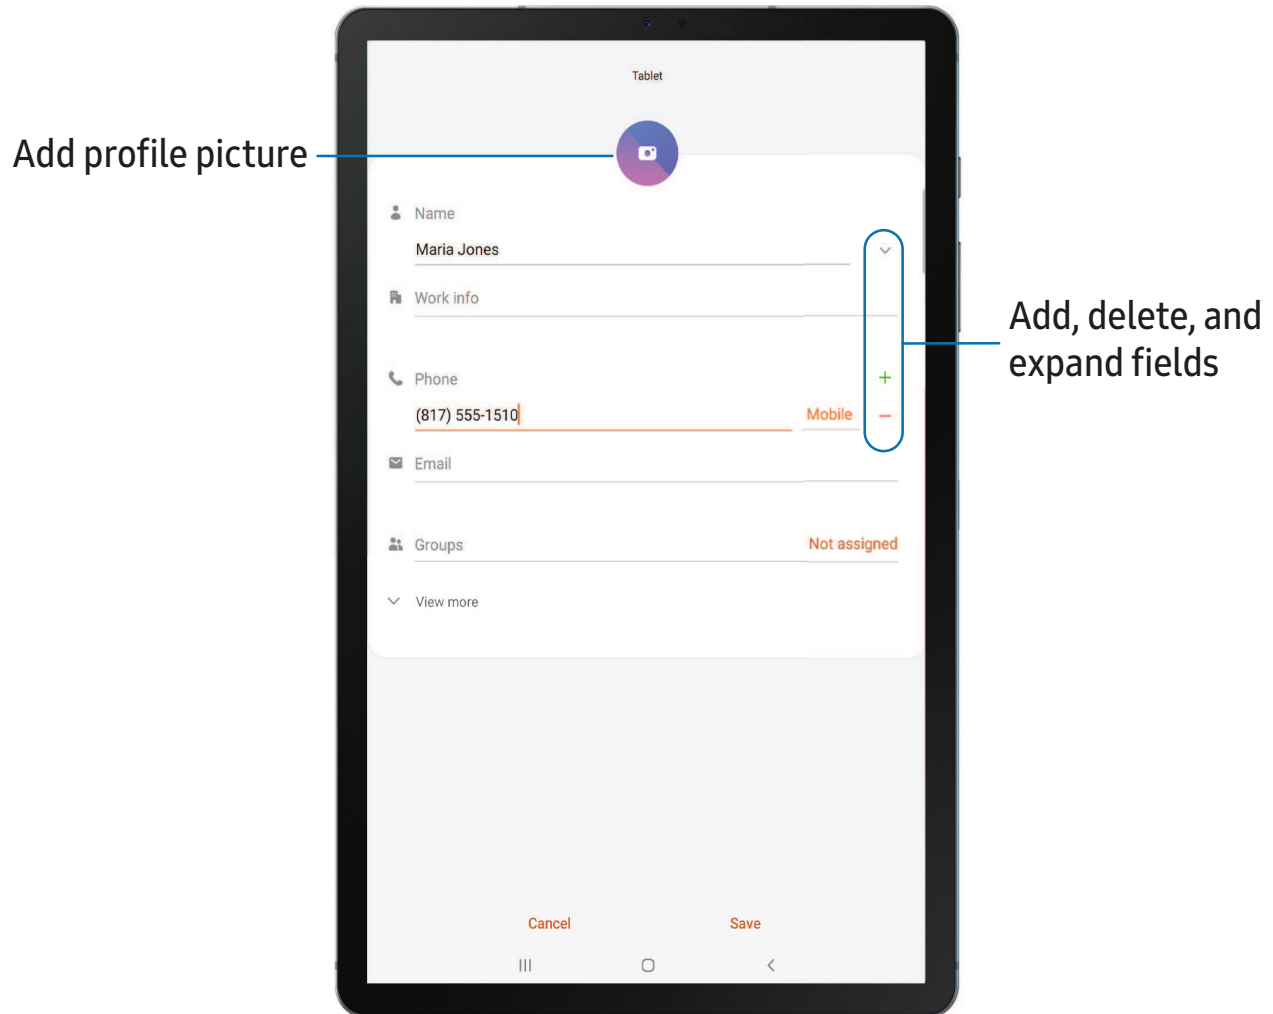 Tablet
Add profile picture
Name
Maria Jones
Work info
Add, delete, and
expand fields
Phone
(817) 555-1510
Mobile
Email
Groups
Not assigned
View more
Cancel
Save